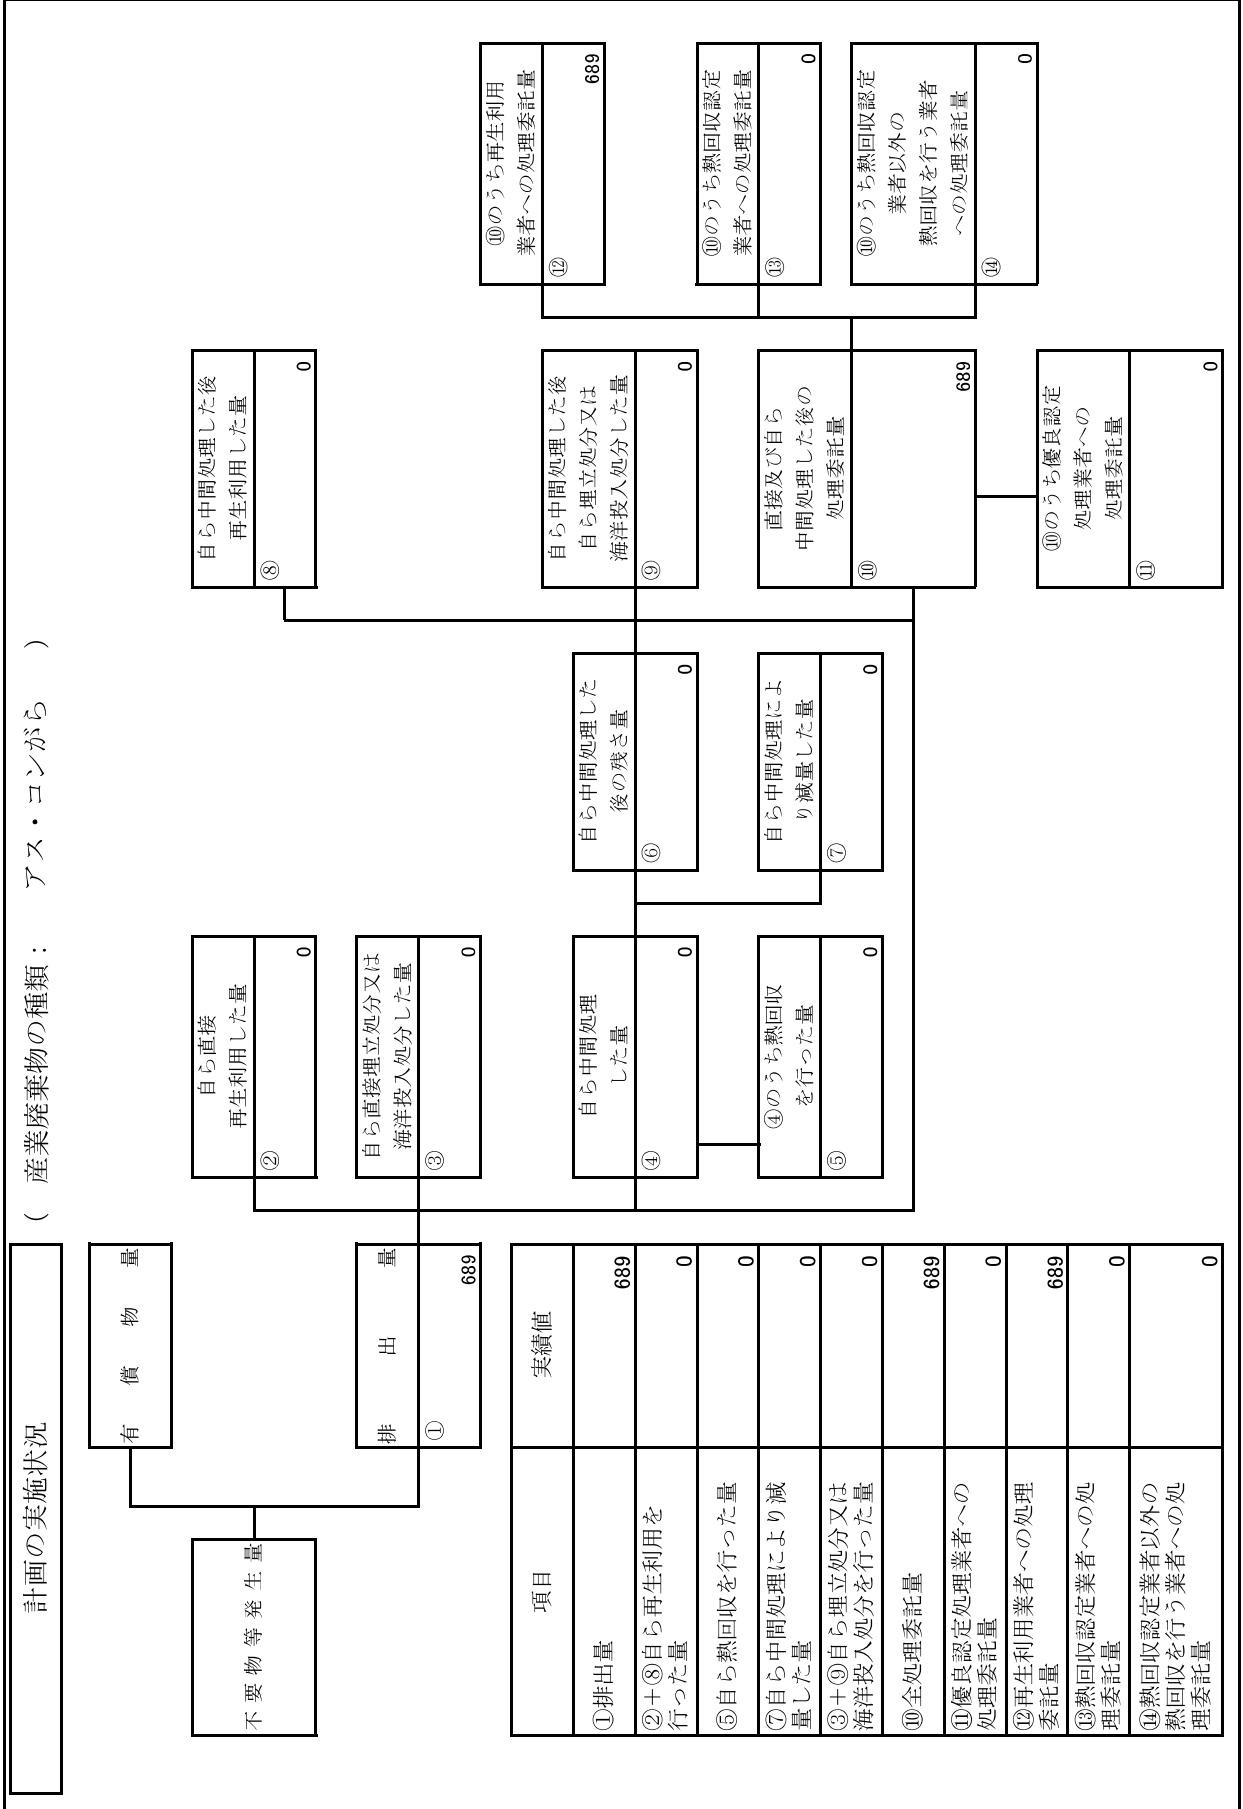 計画の実施状況
( 産業廃棄物の種類： アス・コンがら )
不要物等発生量
有償物量
排出量
①
689
自ら直接
再生利用した量
②
0
自ら直接埋立処分又は
海洋投入処分した量
③
0
自ら中間処理
した量
④
0
④のうち熱回収
を行った量
⑤
0
自ら中間処理した
後の残さ量
⑥
0
自ら中間処理によ
り減量した量
⑦
0
自ら中間処理した後
再生利用した量
⑧
0
自ら中間処理した後
自ら埋立処分又は
海洋投入処分した量
⑨
0
直接及び自ら
中間処理した後の
処理委託量
⑩
689
⑩のうち優良認定
処理業者への
処理委託量
⑪
0
⑩のうち再生利用
業者への処理委託量
⑫
689
⑩のうち熱回収認定
業者への処理委託量
⑬
0
⑩のうち熱回収認定
業者以外の
熱回収を行う業者
への処理委託量
⑭
0
項目 実績値
①排出量 689
②＋⑧自ら再生利用を
行った量 0
⑤自ら熱回収を行った量 0
⑦自ら中間処理により減
量した量 0
③＋⑨自ら埋立処分又は
海洋投入処分を行った量 0
⑩全処理委託量 689
⑪優良認定処理業者への
処理委託量 0
⑫再生利用業者への処理
委託量 689
⑬熱回収認定業者への処
理委託量 0
⑭熱回収認定業者以外の
熱回収を行う業者への処
理委託量 0